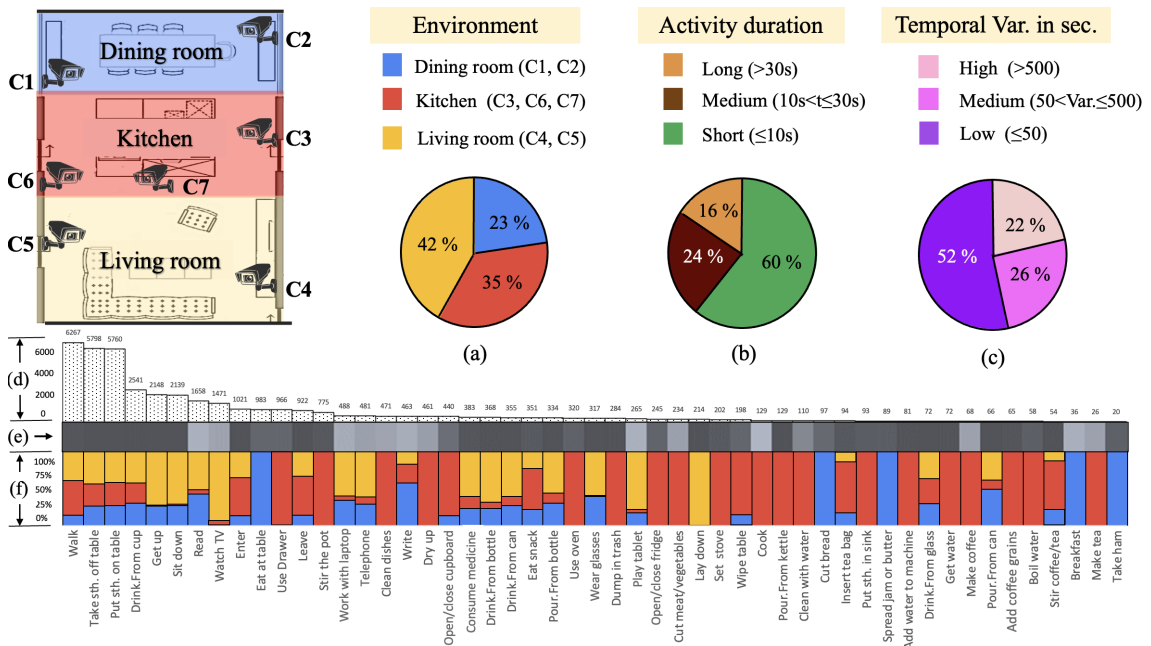 Dining room
C2
C1
Kitchen
C3
C6
C7
C5
Living room
C4
Environment
Dining room (C1, C2)
Kitchen (C3, C6, C7)
Living room (C4, C5)
23 %
42 %
35 %
(a)
Activity duration
Long (>30s)
Medium (10s<t≤30s)
Short (≤10s)
16 %
24 %
60 %
(b)
Temporal Var. in sec.
High (>500)
Medium (50<Var.≤500)
Low (≤50)
22 %
52 %
26 %
(c)
(d)
6000
4000
2000
0
6267 5798 5760 2541 2148 2139 1658 1471 1021 983 966 922 775 488 481 471 463 461 440 383 368 355 351 334 320 317 284 265 245 234 214 202 198 129 129 110 97 94 93 89 81 72 72 68 66 65 58 54 36 26 20
(e)
(f)
100%
75%
50%
25%
0%
Walk
Take sth. off table
Put sth. on table
Drink.From cup
Get up
Sit down
Read
Watch TV
Enter
Eat at table
Use Drawer
Leave
Stir the pot
Work with laptop
Telephone
Clean dishes
Write
Dry up
Open/close cupboard
Consume medicine
Drink.From bottle
Drink.From can
Eat snack
Pour.From bottle
Use oven
Wear glasses
Dump in trash
Play tablet
Open/close fridge
Cut meat/vegetables
Lay down
Set stove
Wipe table
Cook
Pour.From kettle
Clean with water
Cut bread
Insert tea bag
Put sth. in sink
Spread jam or butter
Add water to machine
Drink.From glass
Get water
Make coffee
Pour.From can
Add coffee grains
Boil water
Stir coffee/tea
Breakfast
Make tea
Take ham